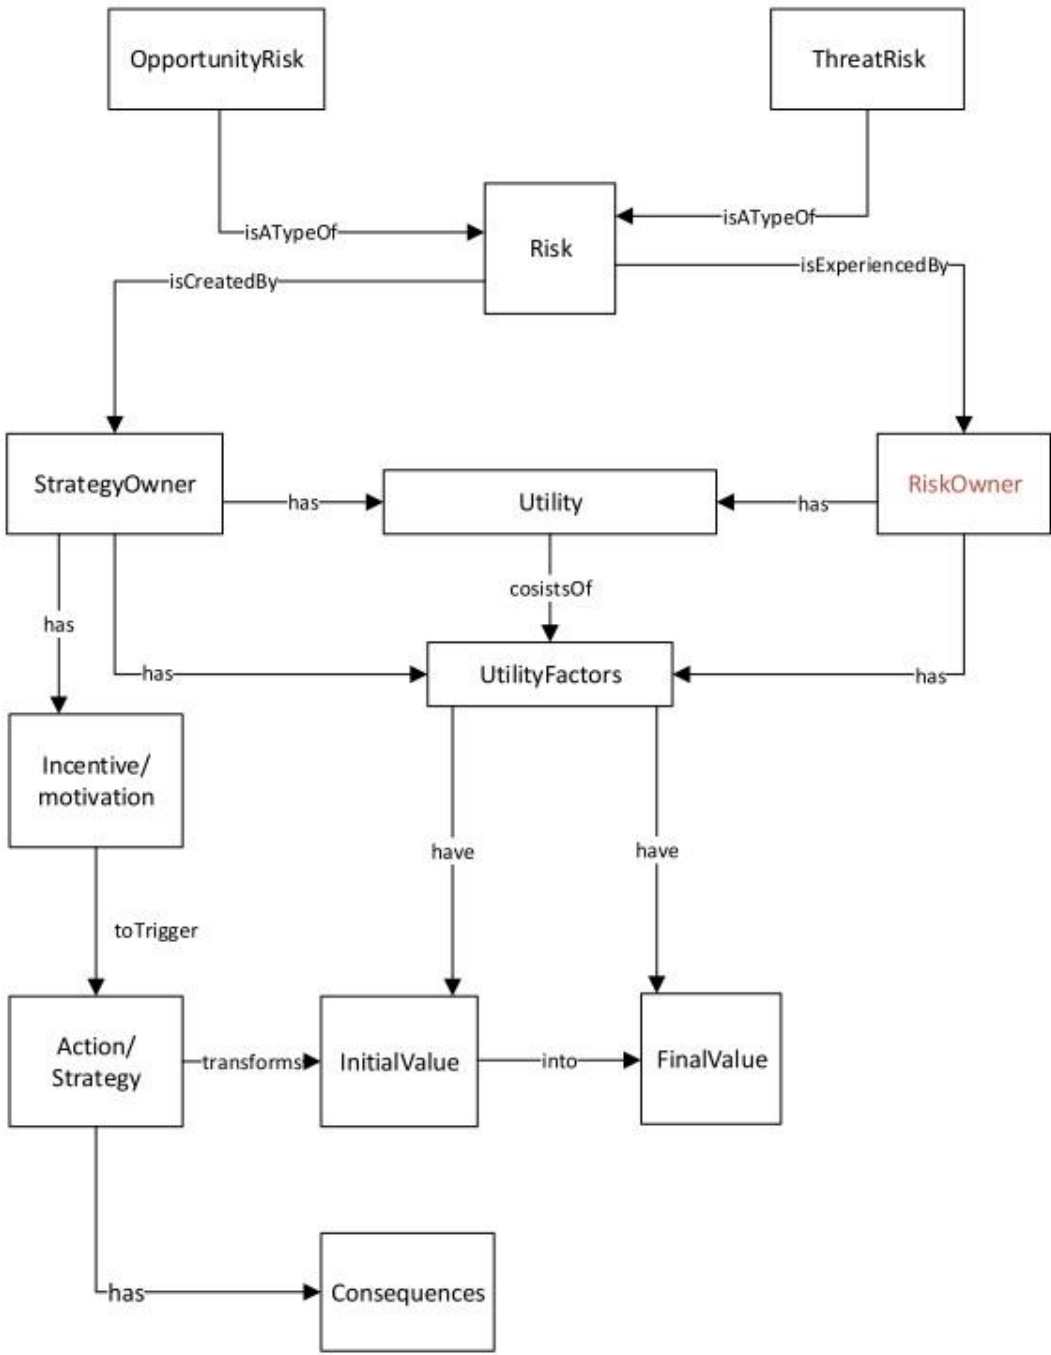 OpportunityRisk
ThreatRisk
isATypeOf
isATypeOf
Risk
isExperiencedBy
isCreatedBy
StrategyOwner
has
Utility
has
RiskOwner
cosistsOf
has
has
UtilityFactors
has
Incentive/
motivation
have
have
toTrigger
Action/
Strategy
transforms
InitialValue
into
FinalValue
has
Consequences